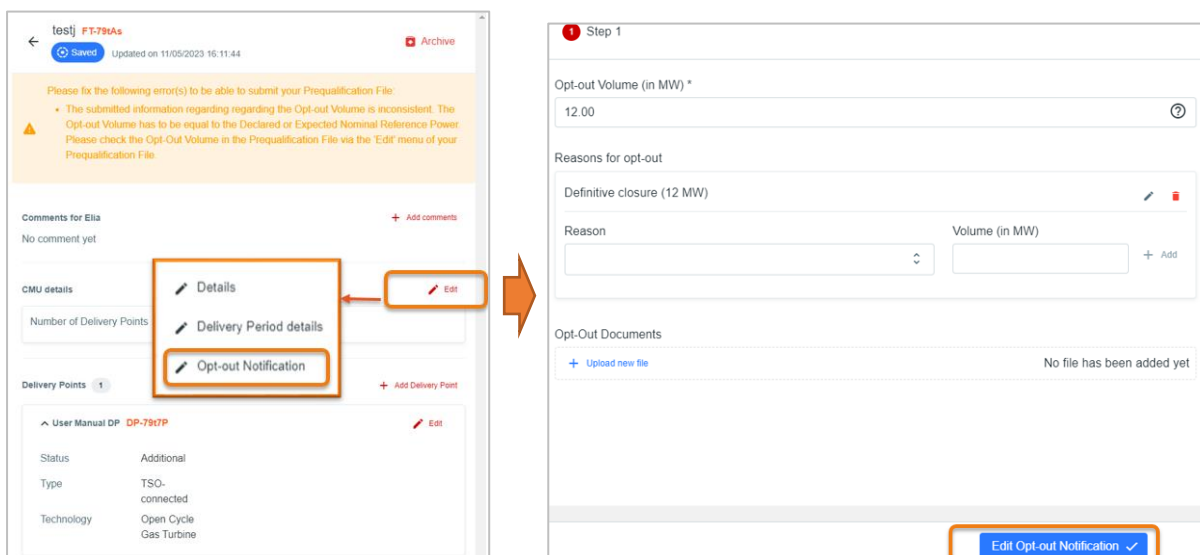 testj FT-79tAs
Saved Updated on 11/05/2023 16:11:44
Archive
Please fix the following error(s) to be able to submit your Prequalification File:
• The submitted information regarding regarding the Opt-out Volume is inconsistent. The
Opt-out Volume has to be equal to the Declared or Expected Nominal Reference Power.
Please check the Opt-Out Volume in the Prequalification File via the 'Edit' menu of your
Prequalification File.
Comments for Elia
+ Add comments
No comment yet
CMU details
Edit
Number of Delivery Points
Details
Delivery Period details
Opt-out Notification
Delivery Points 1
+ Add Delivery Point
User Manual DP DP-79t7P
Edit
Status Additional
Type TSO-
connected
Technology Open Cycle
Gas Turbine
1 Step 1
Opt-out Volume (in MW) *
12.00
Reasons for opt-out
Definitive closure (12 MW)
Reason Volume (in MW)
+ Add
Opt-Out Documents
+ Upload new file No file has been added yet
Edit Opt-out Notification